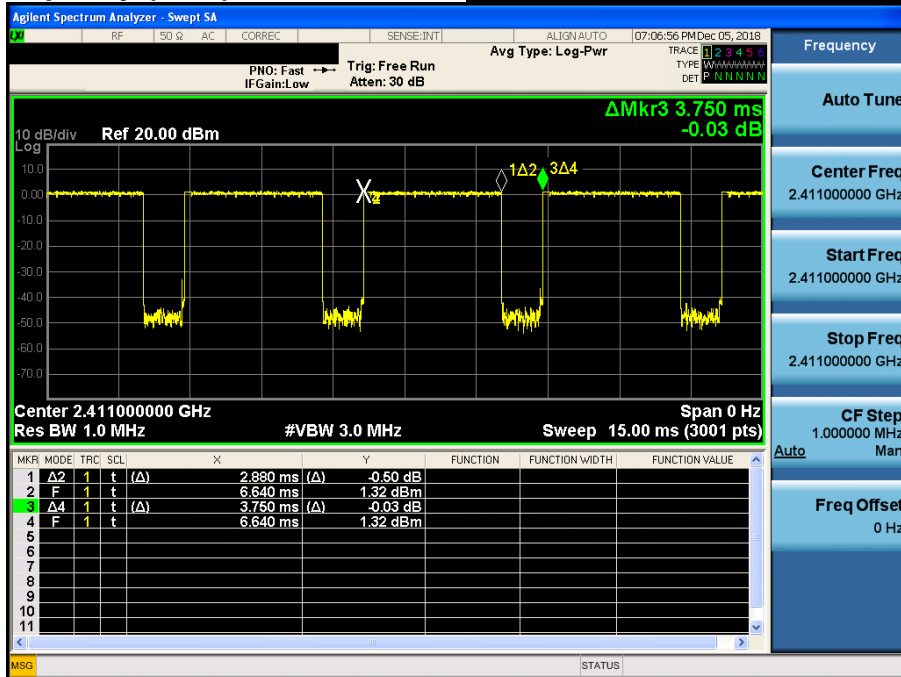 Agilent Spectrum Analyzer - Swept SA
LXI RF 50 Ω AC CORREC SENSE:INT ALIGN AUTO 07:06:56 PM Dec 05, 2018
Avg Type: Log-Pwr
TRACE 1 2 3 4 5 6
TYPE WWWWWW
DET P N N N N N
PNO: Fast
IFGain:Low
Trig: Free Run
Atten: 30 dB
ΔMkr3 3.750 ms
-0.03 dB
10 dB/div Ref 20.00 dBm
Log
10.0
0.00
-10.0
-20.0
-30.0
-40.0
-50.0
-60.0
-70.0
1Δ2 3Δ4
X 4
Center 2.411000000 GHz Span 0 Hz
Res BW 1.0 MHz #VBW 3.0 MHz Sweep 15.00 ms (3001 pts)
MKR MODE TRC SCL X Y FUNCTION FUNCTION WIDTH FUNCTION VALUE
1 Δ2 1 t (Δ) 2.880 ms (Δ) -0.50 dB
2 F 1 t 6.640 ms 1.32 dBm
3 Δ4 1 t (Δ) 3.750 ms (Δ) -0.03 dB
4 F 1 t 6.640 ms 1.32 dBm
5
6
7
8
9
10
11
MSG STATUS
Frequency
Auto Tune
Center Freq
2.411000000 GHz
Start Freq
2.411000000 GHz
Stop Freq
2.411000000 GHz
CF Step
1.000000 MHz
Auto Man
Freq Offset
0 Hz